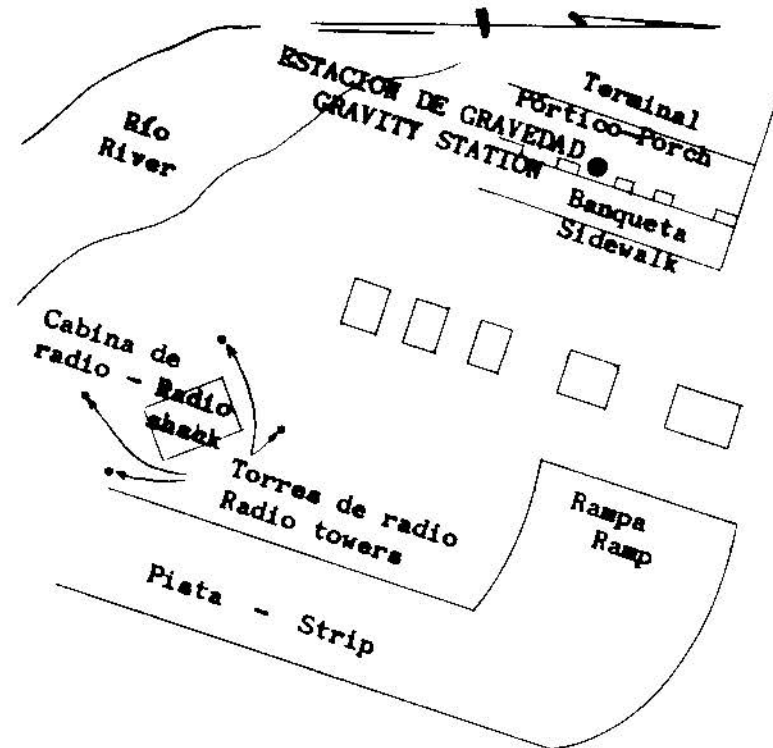 Terminal
Pórtico-Porch
ESTACION DE GRAVEDAD
GRAVITY STATION
Río
River
Banqueta
Sidewalk
Cabina de
radio - Radio
shahk
Torres de radio
Radio towers
Rampa
Ramp
Pista - Strip